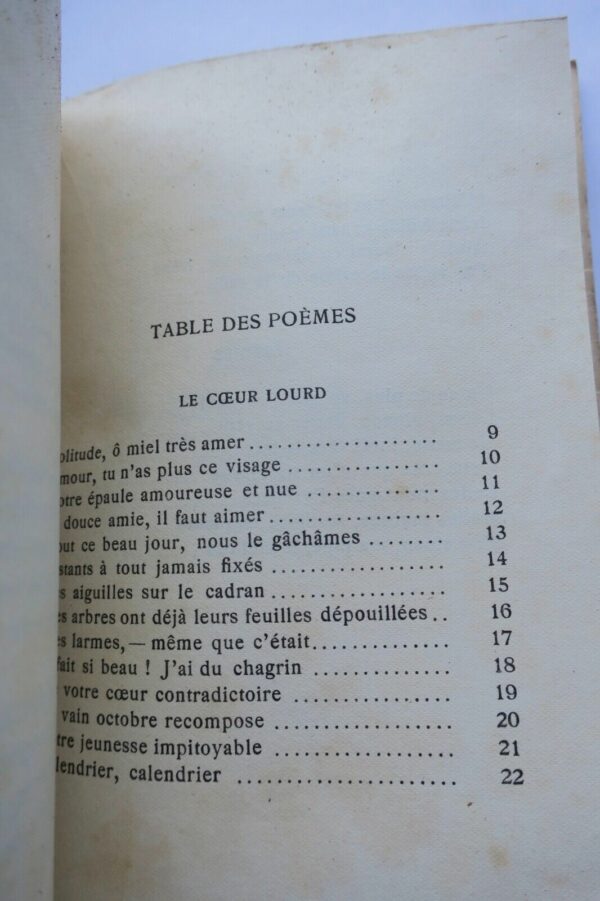 TABLE DES POÈMES
LE CŒUR LOURD
olitude, ô miel très amer .................... 9
mour, tu n'as plus ce visage ................ 10
otre épaule amoureuse et nue .............. 11
douce amie, il faut aimer .................. 12
out ce beau jour, nous le gâchâmes ........ 13
stants à tout jamais fixés .................. 14
s aiguilles sur le cadran ................... 15
es arbres ont déjà leurs feuilles dépouillées .. 16
es larmes, — même que c'était ............... 17
fait si beau ! J'ai du chagrin ............... 18
votre cœur contradictoire ................. 19
vain octobre recompose ................... 20
tre jeunesse impitoyable ................... 21
lendrier, calendrier ....................... 22